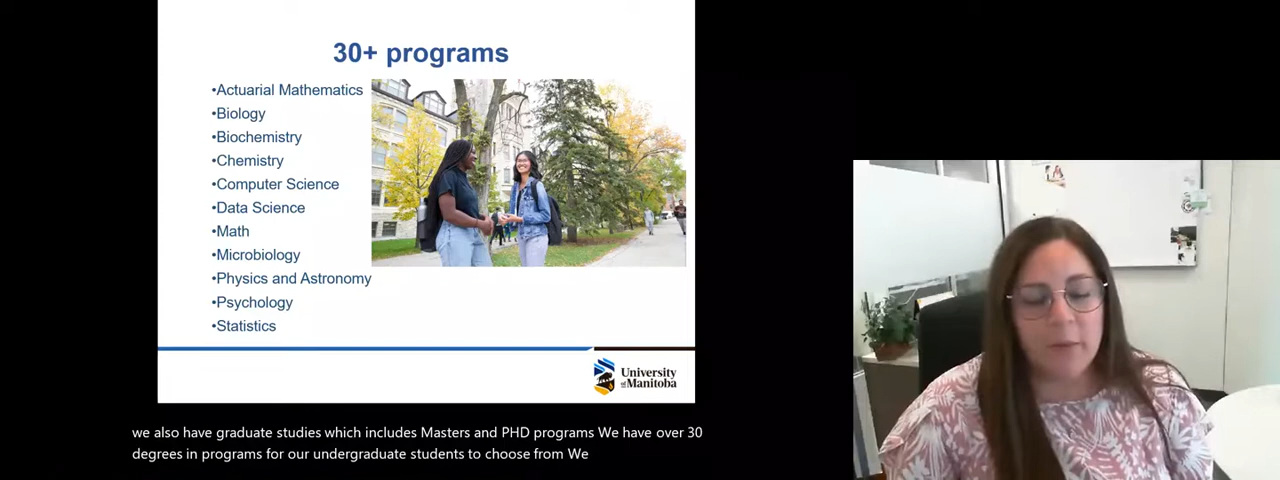 30+ programs
•Actuarial Mathematics
•Biology
•Biochemistry
•Chemistry
•Computer Science
•Data Science
•Math
•Microbiology
•Physics and Astronomy
•Psychology
•Statistics
University
of Manitoba
we also have graduate studies which includes Masters and PHD programs We have over 30
degrees in programs for our undergraduate students to choose from We